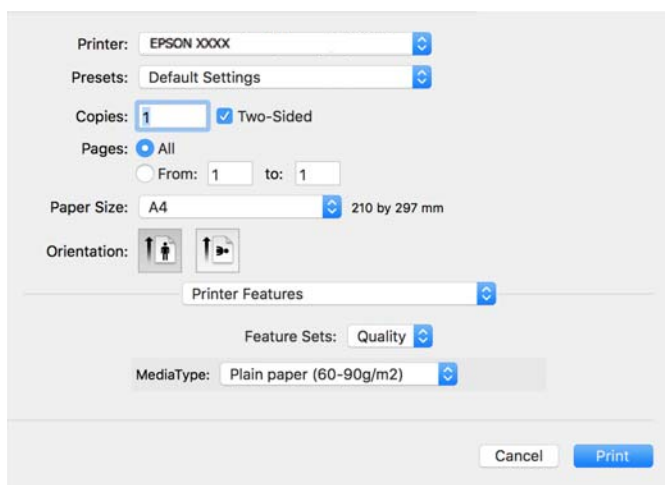 Printer: EPSON XXXX
Presets: Default Settings
Copies: 1 Two-Sided
Pages: All
From: 1 to: 1
Paper Size: A4 210 by 297 mm
Orientation:
Printer Features
Feature Sets: Quality
MediaType: Plain paper (60-90g/m2)
Cancel Print